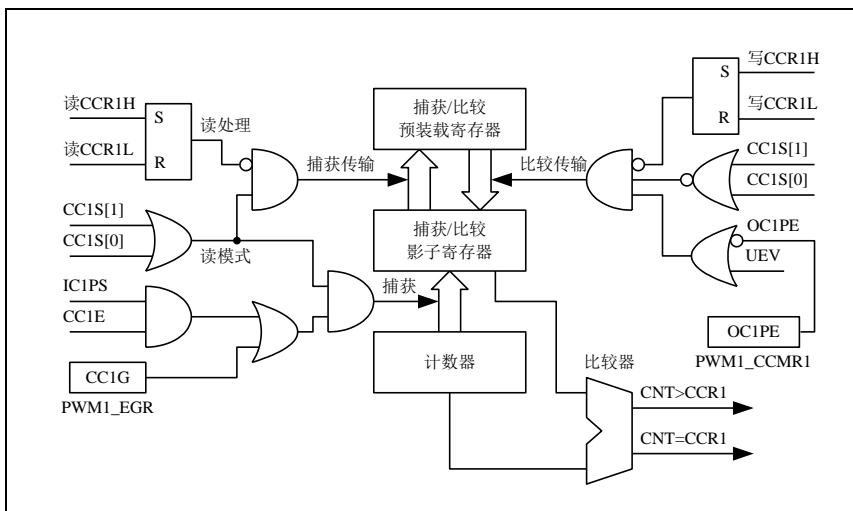 读CCR1H
读CCR1L
S
R
读处理
捕获传输
CC1S[1]
CC1S[0]
读模式
IC1PS
CC1E
CC1G
PWM1_EGR
捕获
捕获/比较
预装载寄存器
捕获/比较
影子寄存器
计数器
比较传输
S
R
写CCR1H
写CCR1L
CC1S[1]
CC1S[0]
OC1PE
UEV
OC1PE
PWM1_CCMR1
比较器
CNT>CCR1
CNT=CCR1